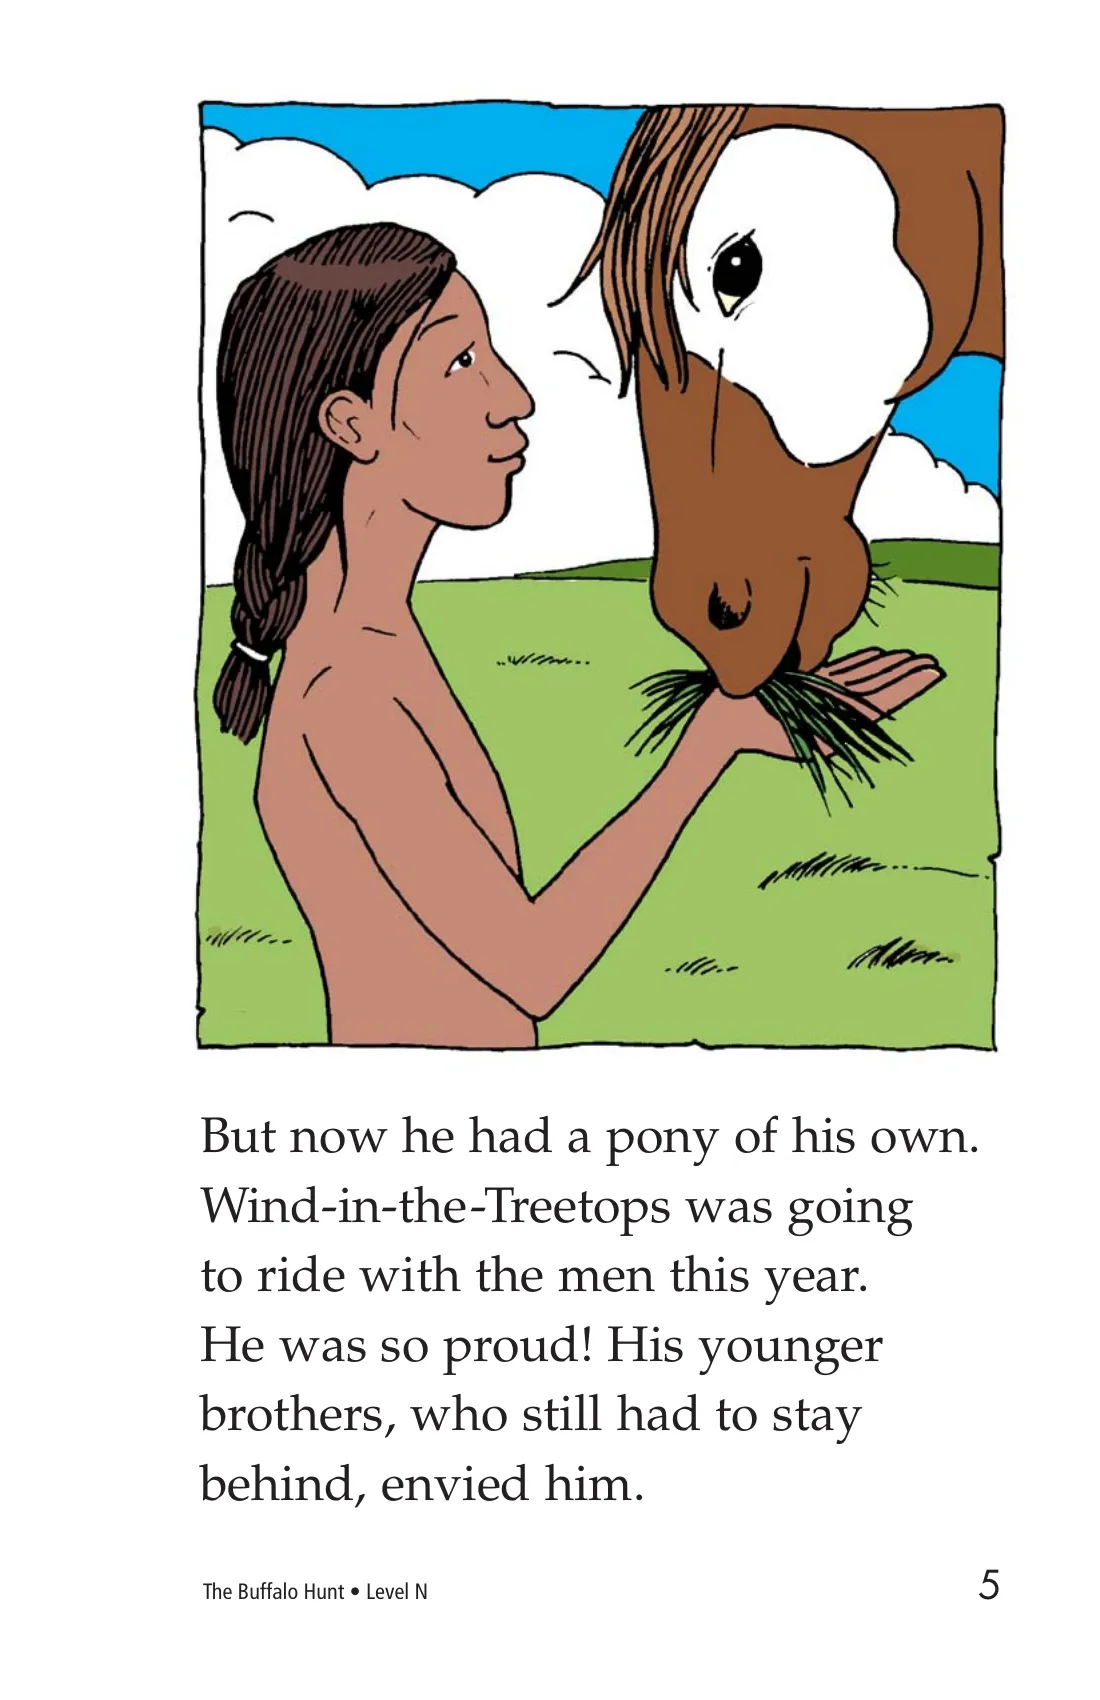 But now he had a pony of his own.
Wind-in-the-Treetops was going
to ride with the men this year.
He was so proud! His younger
brothers, who still had to stay
behind, envied him.
The Buffalo Hunt • Level N
5